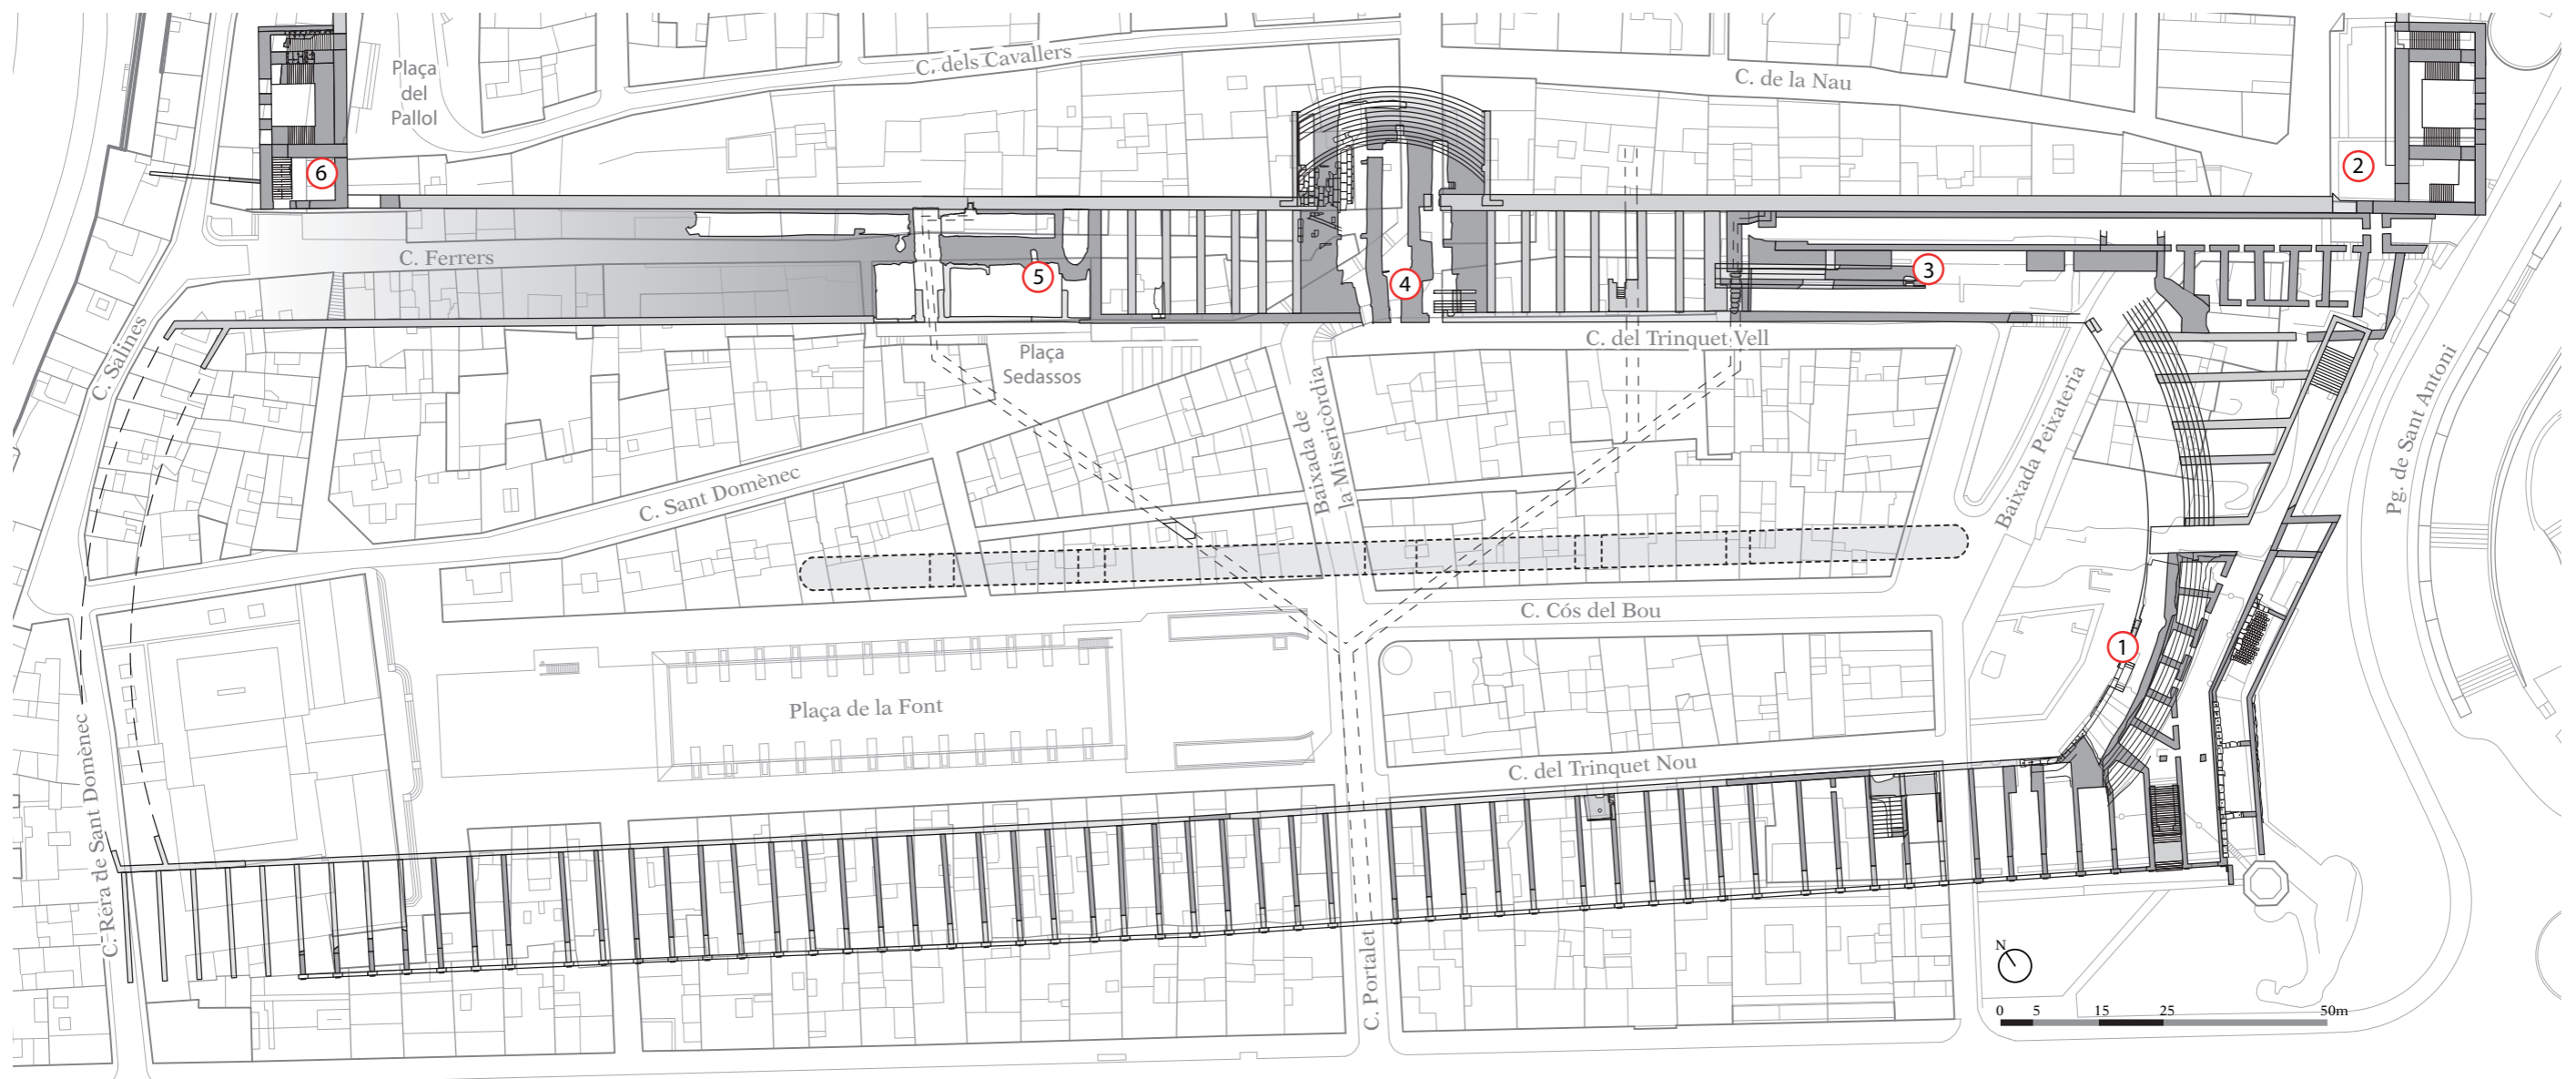 C. dels Cavallers
Plaça
del
Pallol
C. de la Nau
6
2
C. Ferrers
5
4
3
C. Salines
Plaça
Sedassos
C. del Trinquet Vell
Baixada de
la Misericòrdia
Baixada Peixateria
Pg. de Sant Antoni
C. Sant Domènec
C. Cós del Bou
1
Plaça de la Font
C. del Trinquet Nou
C. Réra de Sant Domènec
C. Portalet
N
0 5 15 25 50m